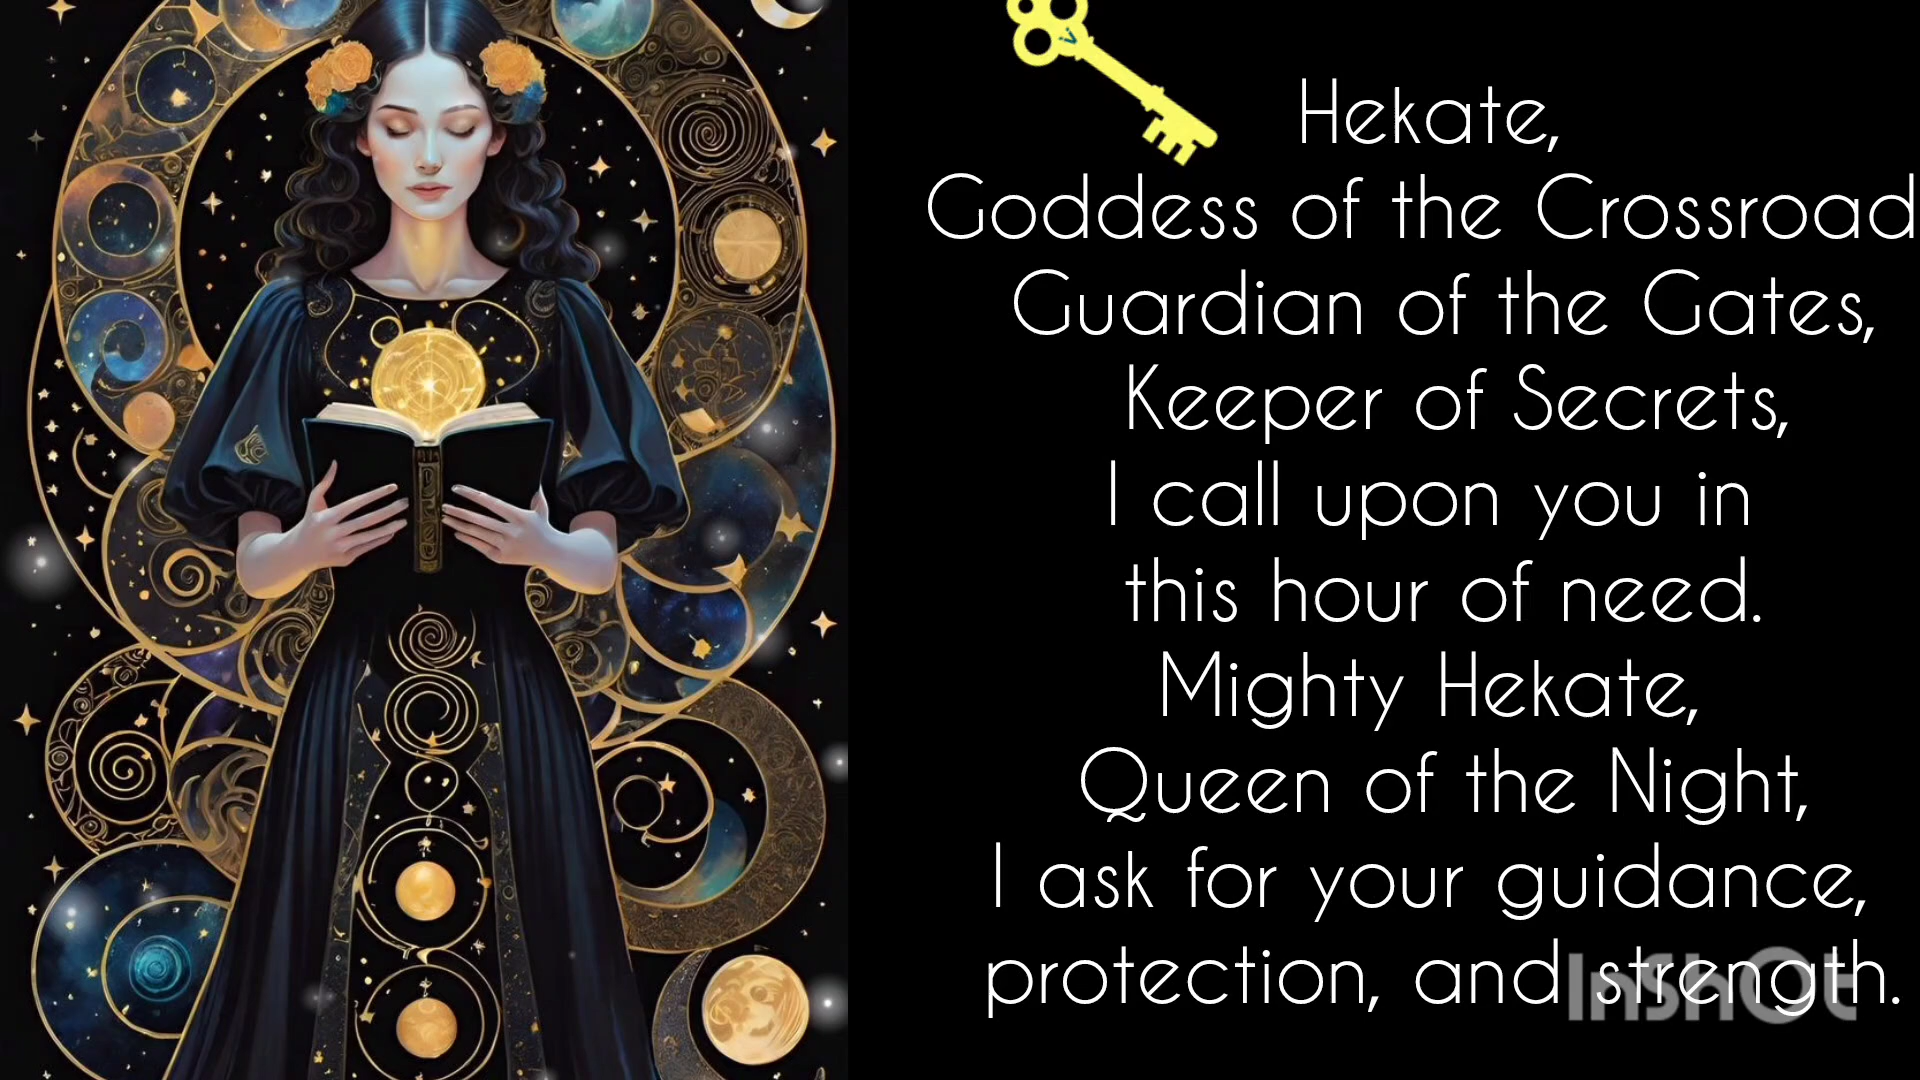 Hekate,
Goddess of the Crossroad
Guardian of the Gates,
Keeper of Secrets,
I call upon you in
this hour of need.
Mighty Hekate,
Queen of the Night,
I ask for your guidance,
protection, and strength.
InShOt